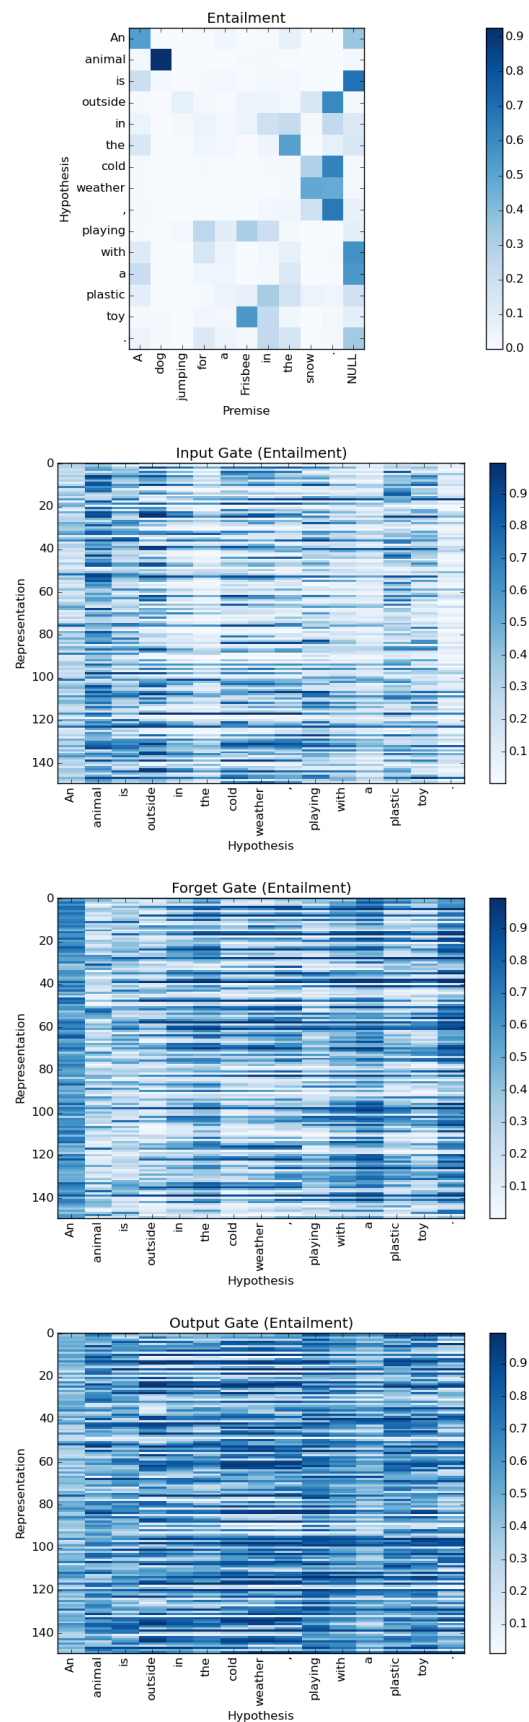 Entailment
An
animal
is
outside
in
the
cold
weather
,
playing
with
a
plastic
toy
.
Hypothesis
A
dog
jumping
for
a
Frisbee
in
the
snow
.
NULL
Premise
0.9
0.8
0.7
0.6
0.5
0.4
0.3
0.2
0.1
0.0
Input Gate (Entailment)
0
20
40
60
80
100
120
140
Representation
An
animal
is
outside
in
the
cold
weather
,
playing
with
a
plastic
toy
.
Hypothesis
0.9
0.8
0.7
0.6
0.5
0.4
0.3
0.2
0.1
Forget Gate (Entailment)
0
20
40
60
80
100
120
140
Representation
An
animal
is
outside
in
the
cold
weather
,
playing
with
a
plastic
toy
.
Hypothesis
0.9
0.8
0.7
0.6
0.5
0.4
0.3
0.2
0.1
Output Gate (Entailment)
0
20
40
60
80
100
120
140
Representation
An
animal
is
outside
in
the
cold
weather
,
playing
with
a
plastic
toy
.
Hypothesis
0.9
0.8
0.7
0.6
0.5
0.4
0.3
0.2
0.1